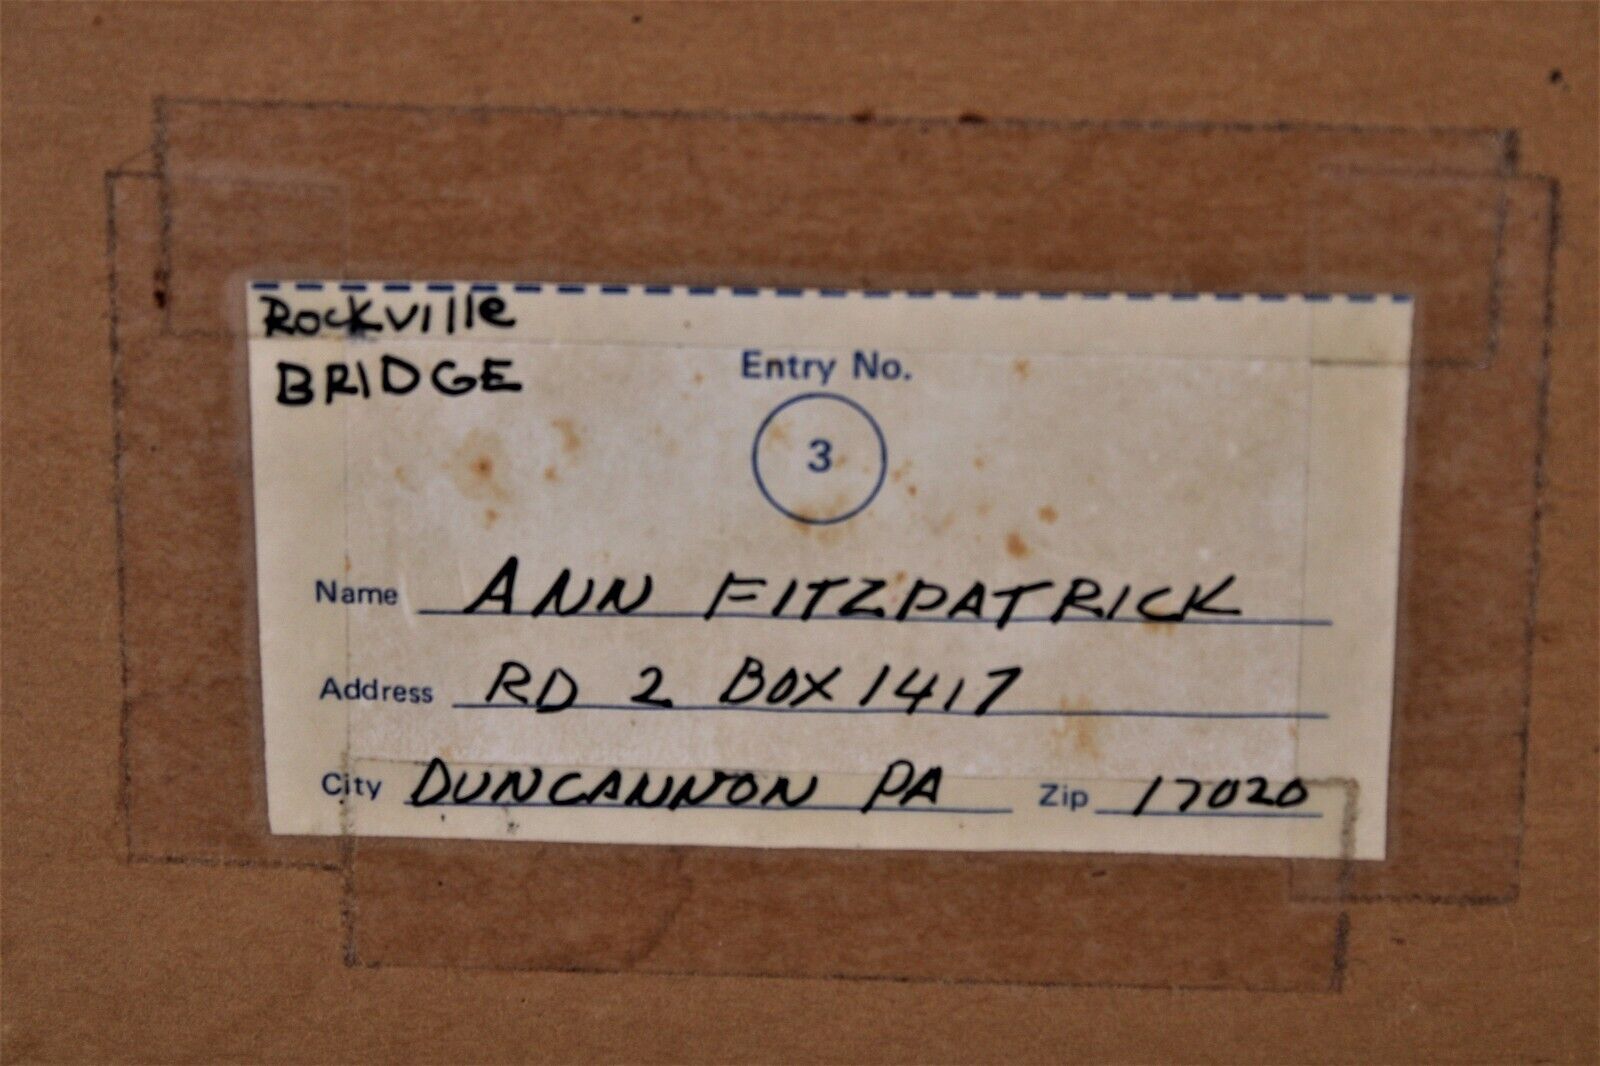 Rockville
BRIDGE
Entry No.
3
Name ANN FITZPATRICK
Address RD 2 BOX 1417
City DUNCANNON PA Zip 17020